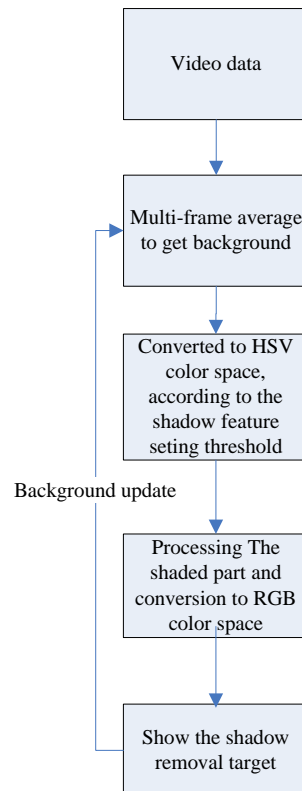 Video data
Multi-frame average
to get background
Converted to HSV
color space,
according to the
shadow feature
seting threshold
Background update
Processing The
shaded part and
conversion to RGB
color space
Show the shadow
removal target